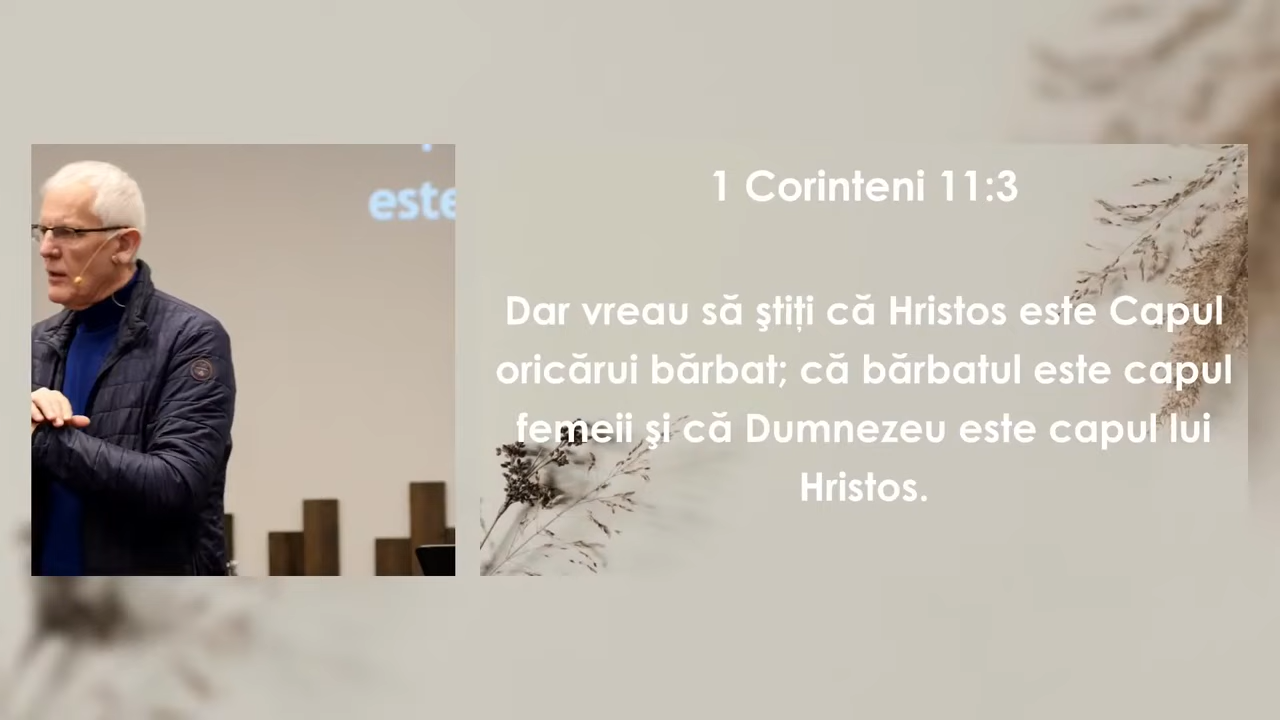 este
1 Corinteni 11:3
Dar vreau să ştiţi că Hristos este Capul
oricărui bărbat; că bărbatul este capul
femeii şi că Dumnezeu este capul lui
Hristos.